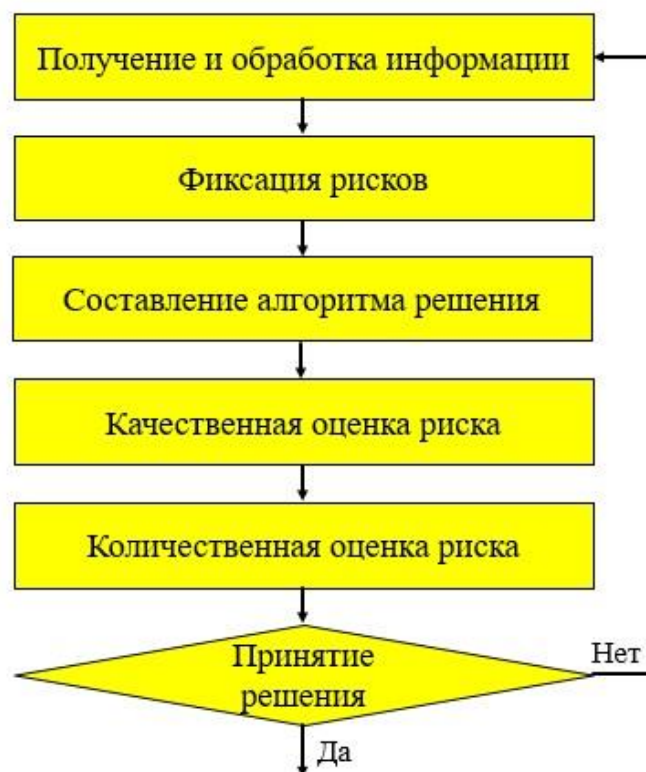 Получение и обработка информации
Фиксация рисков
Составление алгоритма решения
Качественная оценка риска
Количественная оценка риска
Принятие
решения
Нет
Да